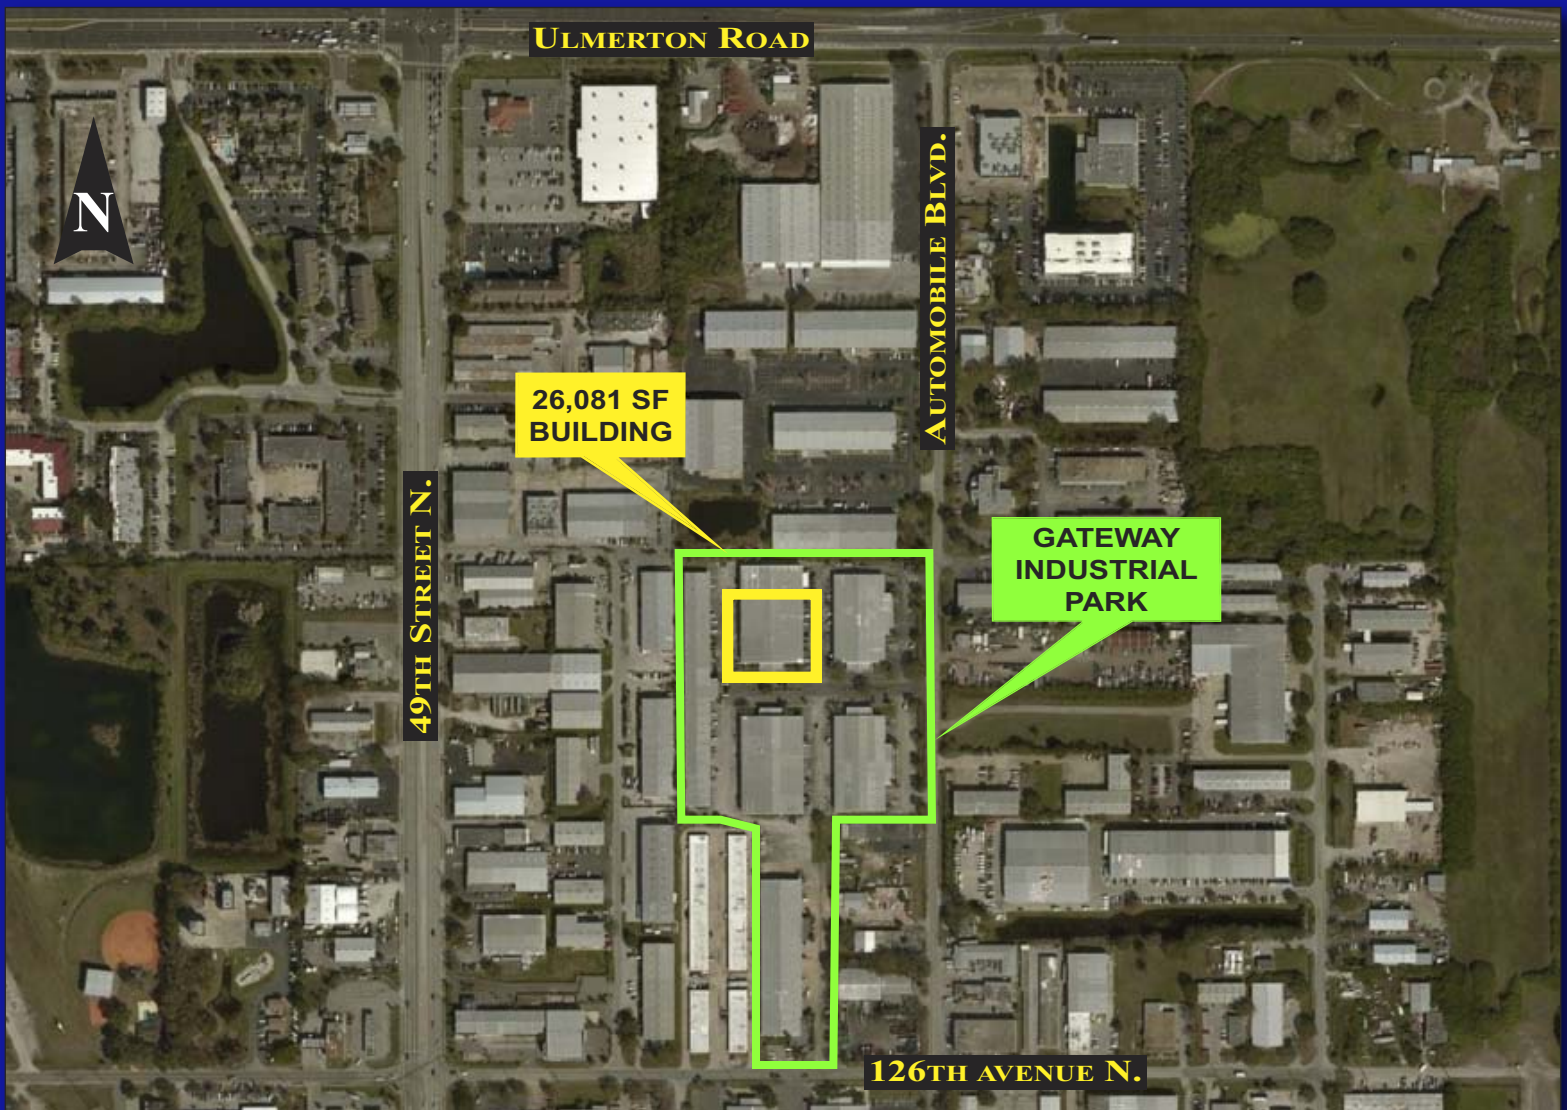 ULMERTON ROAD
N
AUTOMOBILE BLVD.
26,081 SF
BUILDING
49TH STREET N.
GATEWAY
INDUSTRIAL
PARK
126TH AVENUE N.